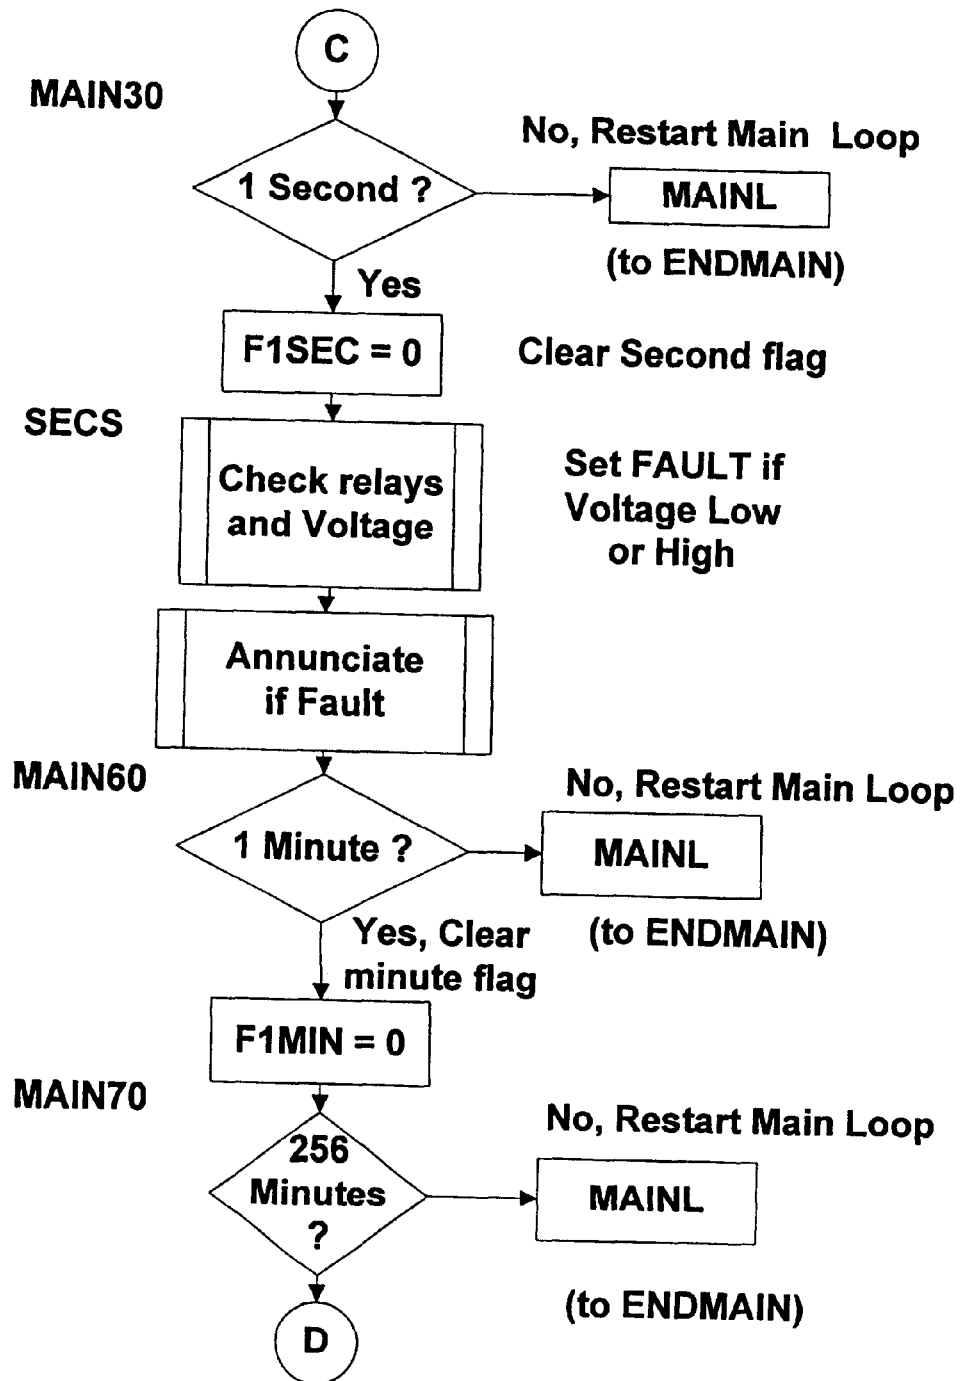 C
MAIN30
No, Restart Main Loop
1 Second ?
MAINL
(to ENDMAIN)
Yes
F1SEC = 0
Clear Second flag
SECS
Check relays
and Voltage
Set FAULT if
Voltage Low
or High
Annunciate
if Fault
MAIN60
No, Restart Main Loop
1 Minute ?
MAINL
(to ENDMAIN)
Yes, Clear
minute flag
F1MIN = 0
MAIN70
No, Restart Main Loop
256
Minutes
?
MAINL
(to ENDMAIN)
D